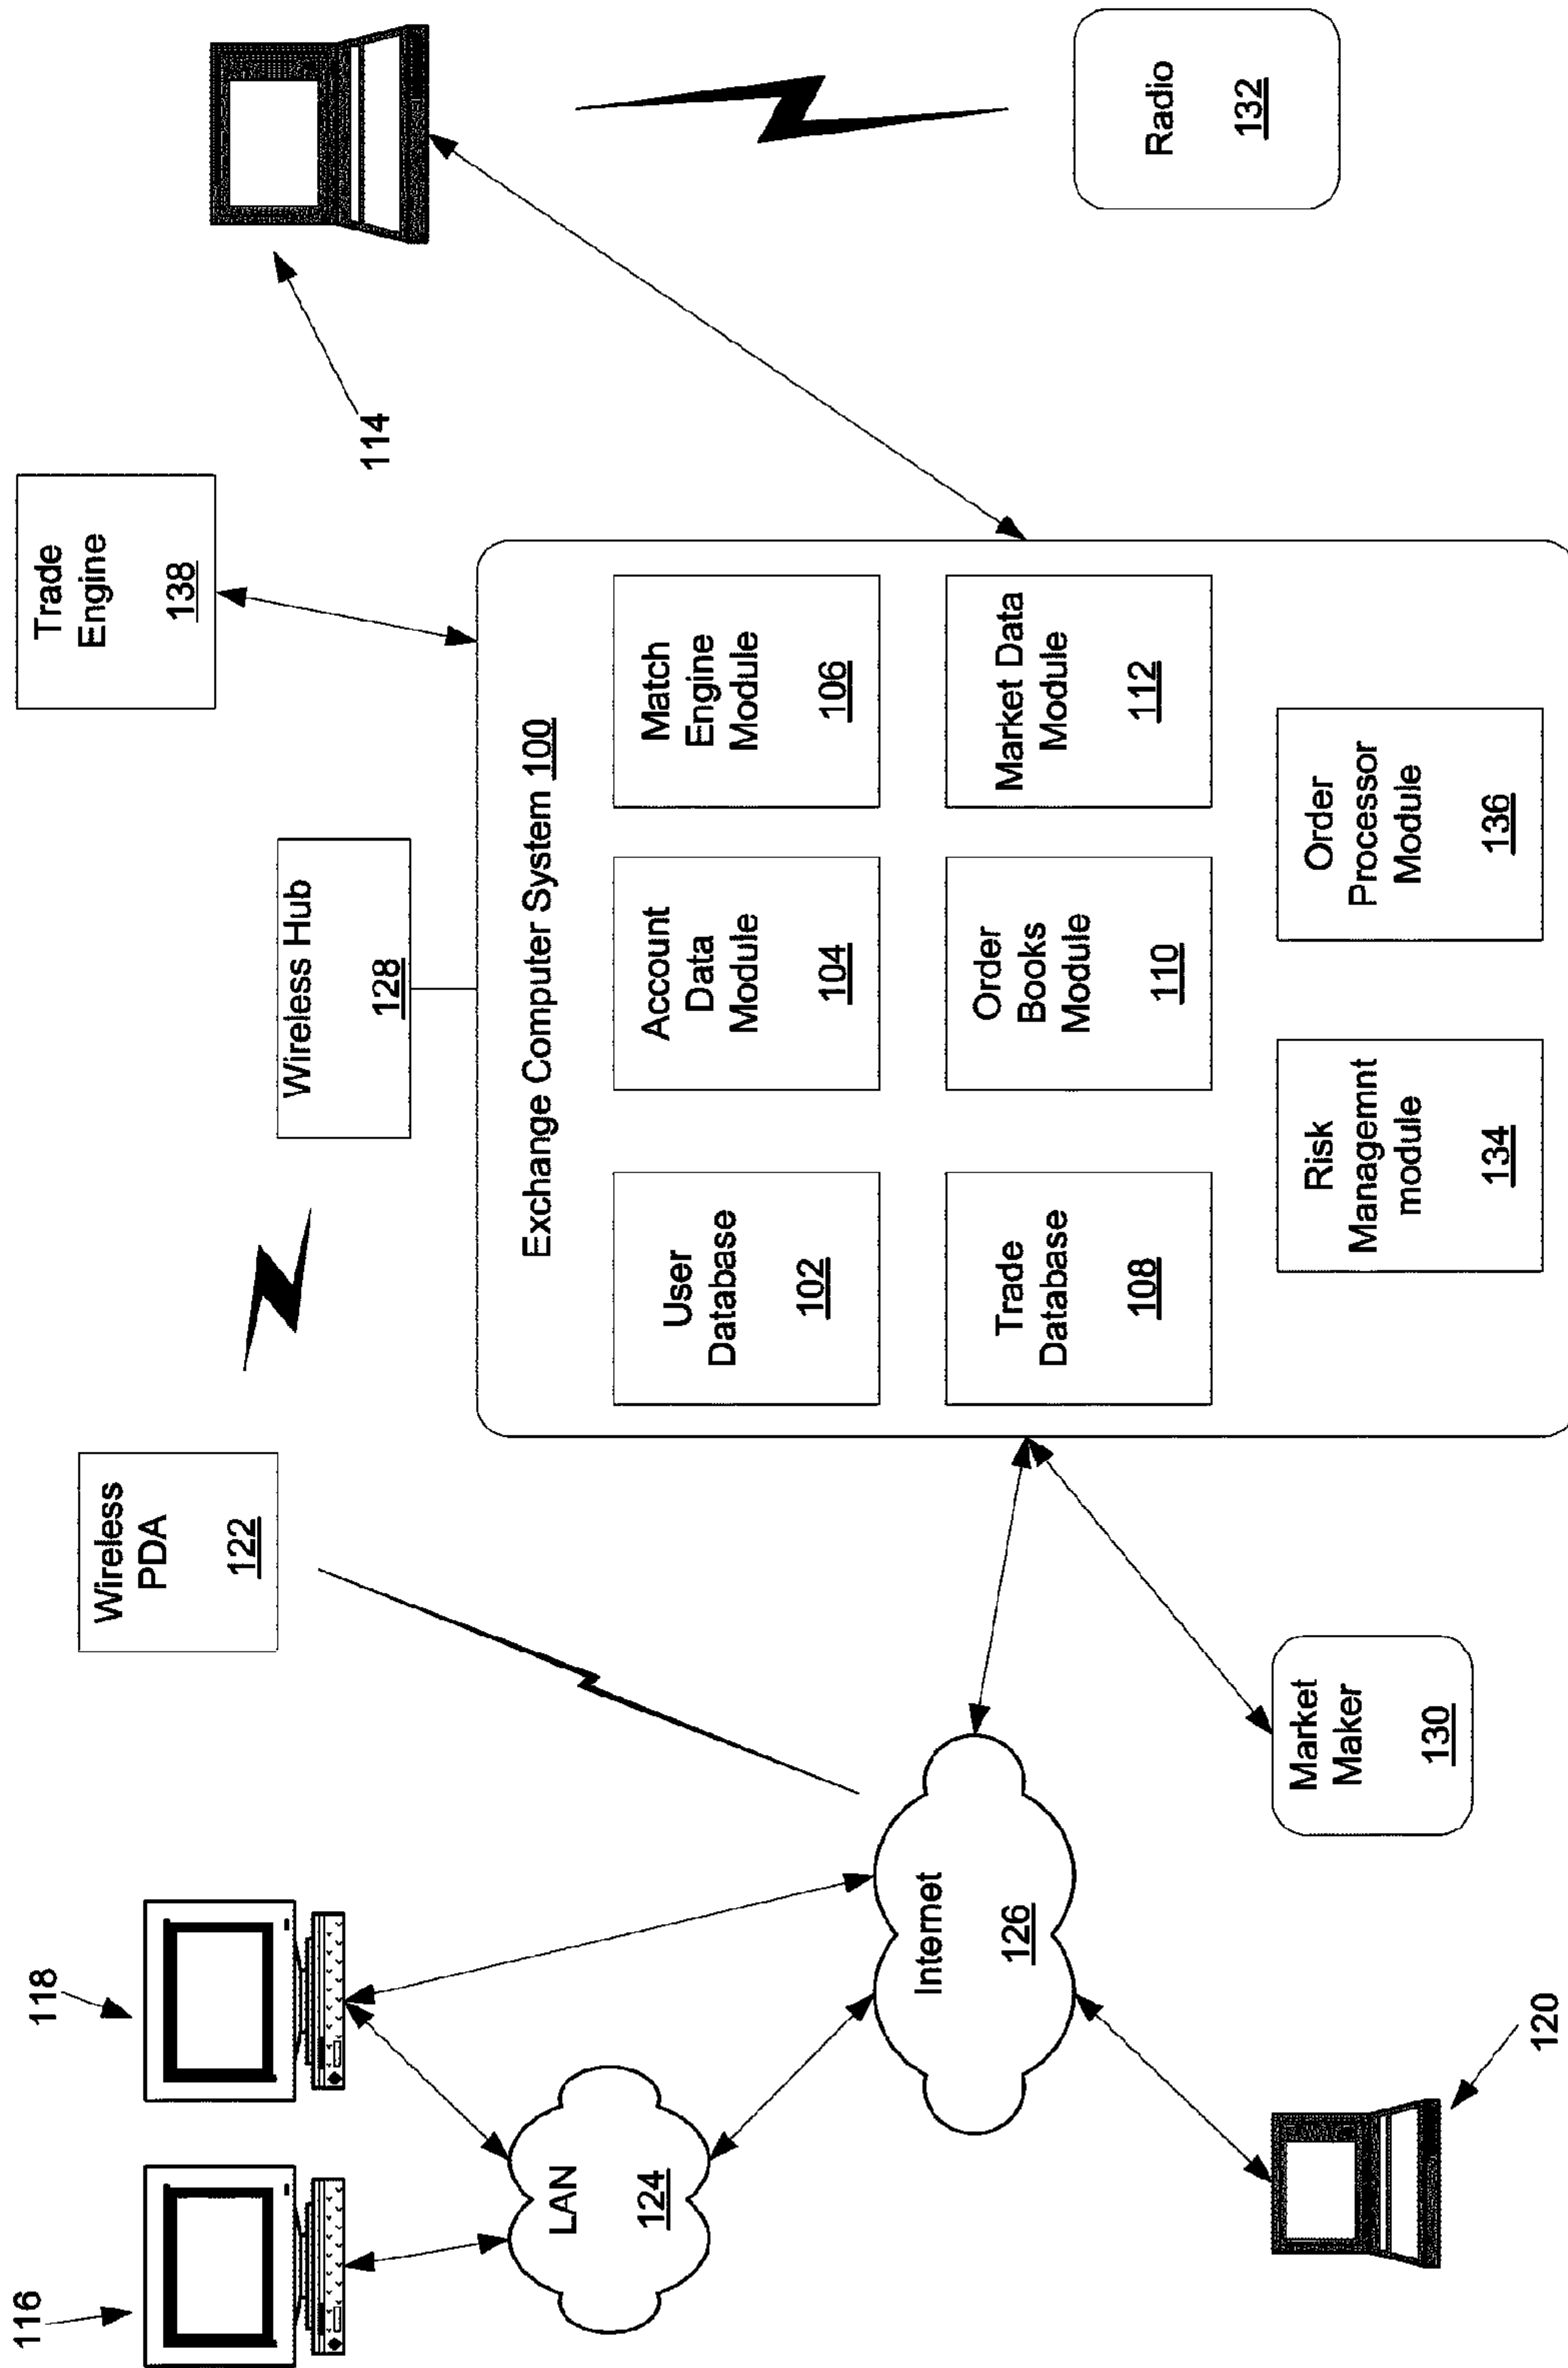 116
118
Wireless
PDA
122
Wireless Hub
128
Trade
Engine
138
114
LAN
124
Internet
126
Exchange Computer System 100
User
Database
102
Account
Data
Module
104
Match
Engine
Module
106
Trade
Database
108
Order
Books
Module
110
Market Data
Module
112
Risk
Managemnt
module
134
Order
Processor
Module
136
120
Market
Maker
130
Radio
132